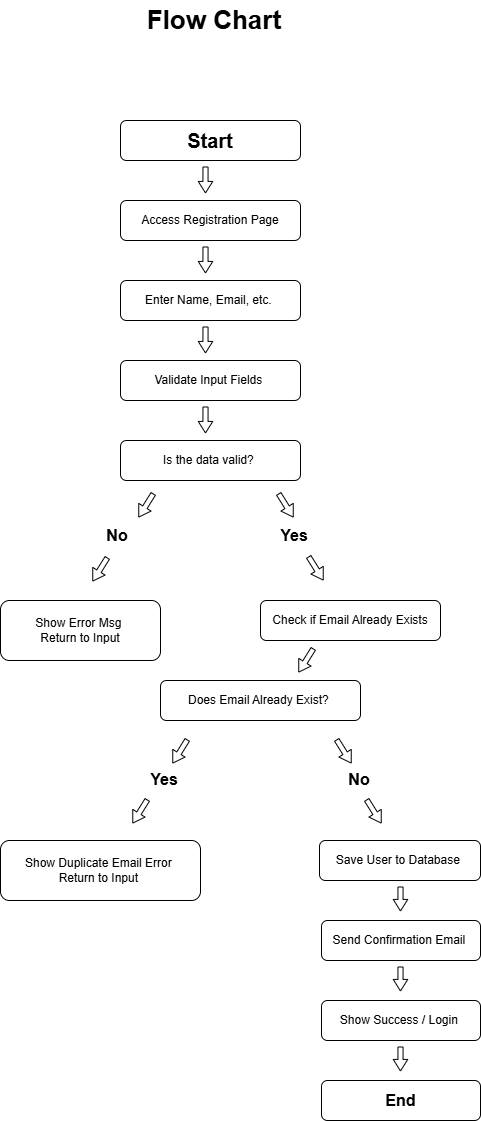 Flow Chart
Start
Access Registration Page
Enter Name, Email, etc.
Validate Input Fields
Is the data valid?
No
Yes
Show Error Msg
Return to Input
Check if Email Already Exists
Does Email Already Exist?
Yes
No
Show Duplicate Email Error
Return to Input
Save User to Database
Send Confirmation Email
Show Success / Login
End